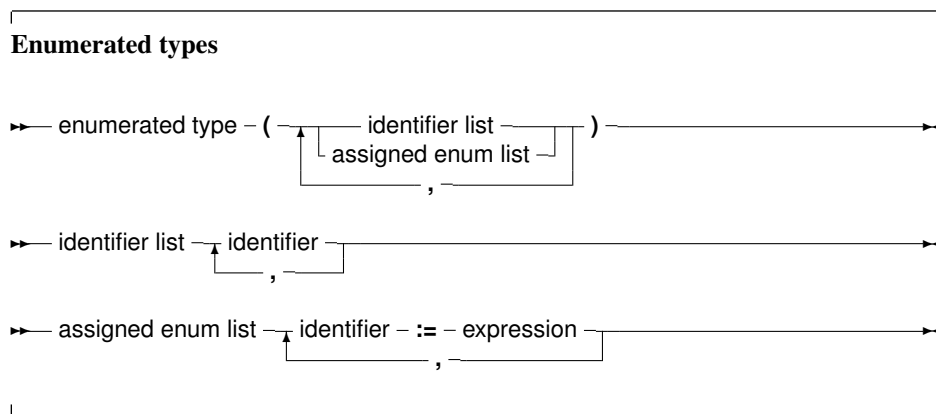 Enumerated types
enumerated type ( identifier list )
assigned enum list
,
identifier list identifier
,
assigned enum list identifier := expression
,